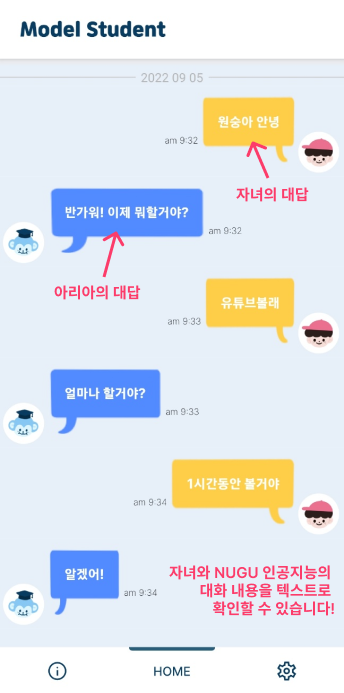 Model Student
2022 09 05
원숭아 안녕
am 9:32
자녀의 대답
반가워! 이제 뭐할거야?
am 9:32
아리아의 대답
유튜브볼래
am 9:33
얼마나 할거야?
am 9:33
1시간동안 볼거야
am 9:34
알겠어!
am 9:34
자녀와 NUGU 인공지능의
대화 내용을 텍스트로
확인할 수 있습니다!
HOME